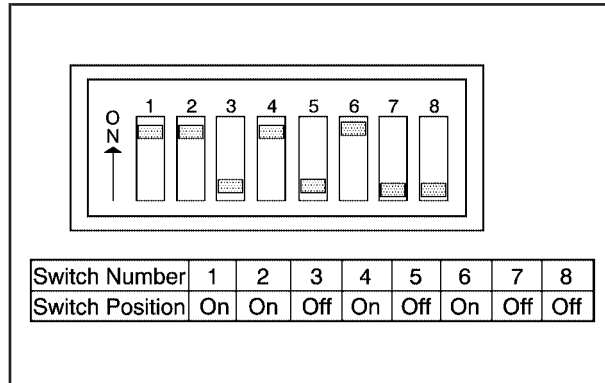 1 2 3 4 5 6 7 8
ON
Switch Number 1 2 3 4 5 6 7 8
Switch Position On On Off On Off On Off Off